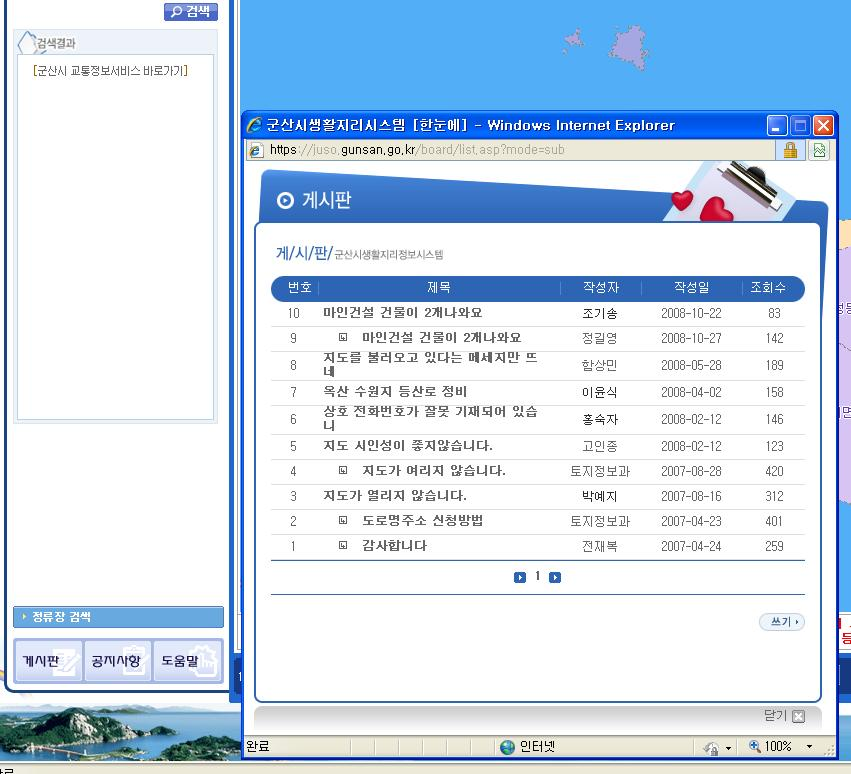 검색
검색결과
[군산시 교통정보서비스 바로가기]
군산시생활지리시스템 [한눈에] - Windows Internet Explorer
https://juso.gunsan.go.kr/board/list.asp?mode=sub
게시판
게/시/판/군산시생활지리정보시스템
번호 제목 작성자 작성일 조회수
10 마인건설 건물이 2개나와요 조기송 2008-10-22 83
9 마인건설 건물이 2개나와요 정길영 2008-10-27 142
8 지도를 불러오고 있다는 메세지만 뜨
네 함상민 2008-05-28 189
7 옥산 수원지 등산로 정비 이윤식 2008-04-02 158
6 상호 전화번호가 잘못 기재되어 있습
니 홍숙자 2008-02-12 146
5 지도 시인성이 좋지않습니다. 고인종 2008-02-12 123
4 지도가 여리지 않습니다. 토지정보과 2007-08-28 420
3 지도가 열리지 않습니다. 박예지 2007-08-16 312
2 도로명주소 신청방법 토지정보과 2007-04-23 401
1 감사합니다 전재복 2007-04-24 259
1
쓰기
정류장 검색
게시판 공지사항 도움말
닫기
완료 인터넷 100%